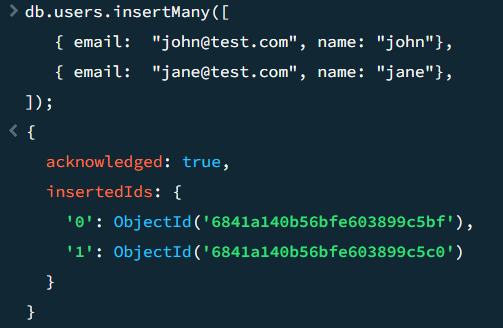 > db.users.insertMany([
{ email:  "john@test.com", name: "john"},
{ email:  "jane@test.com", name: "jane"},
]);
< {
acknowledged: true,
insertedIds: {
'0': ObjectId('6841a140b56bfe603899c5bf'),
'1': ObjectId('6841a140b56bfe603899c5c0')
}
}